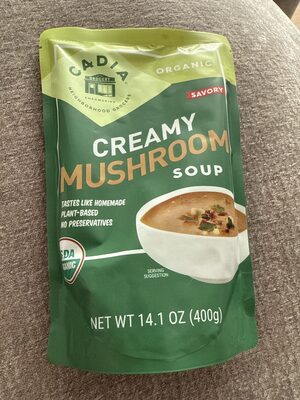 CADIA
GROCERY
NEIGHBORHOOD GROCERS
ORGANIC
SAVORY
CREAMY
MUSHROOM
SOUP
TASTES LIKE HOMEMADE
PLANT-BASED
NO PRESERVATIVES
SERVING
SUGGESTION
NET WT 14.1 OZ (400g)